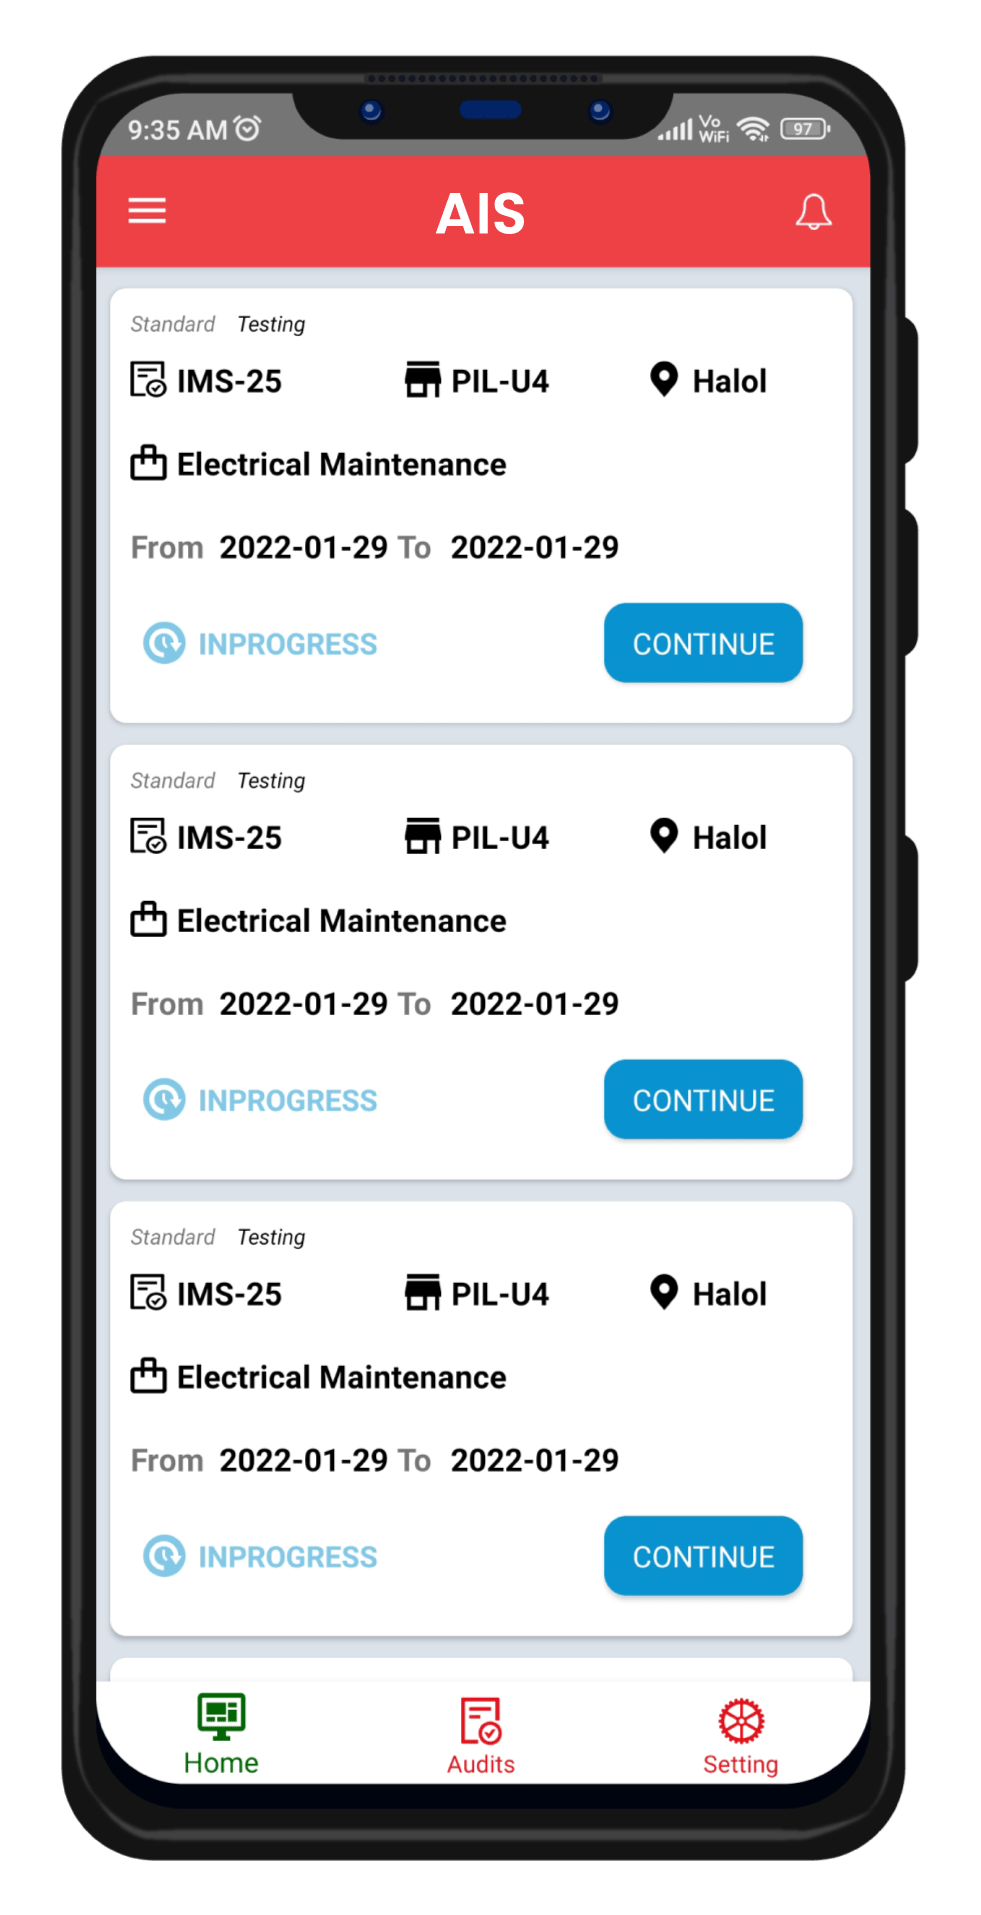 9:35 AM Vo WiFi 97
AIS
Standard Testing
IMS-25 PIL-U4 Halol
Electrical Maintenance
From 2022-01-29 To 2022-01-29
INPROGRESS CONTINUE
Standard Testing
IMS-25 PIL-U4 Halol
Electrical Maintenance
From 2022-01-29 To 2022-01-29
INPROGRESS CONTINUE
Standard Testing
IMS-25 PIL-U4 Halol
Electrical Maintenance
From 2022-01-29 To 2022-01-29
INPROGRESS CONTINUE
Home Audits Setting